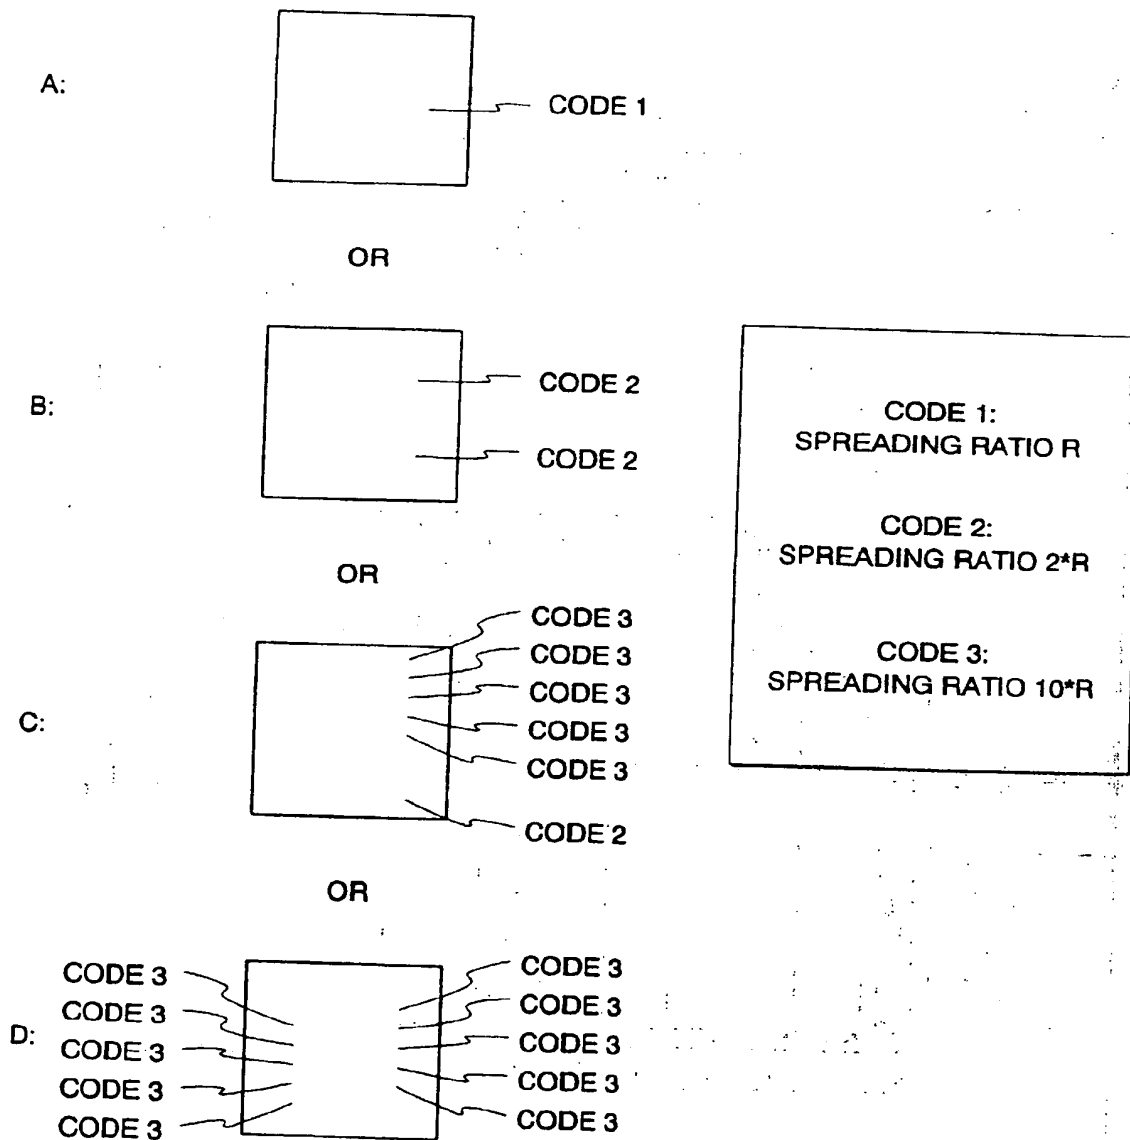 A:
CODE 1
OR
B:
CODE 2
CODE 2
OR
C:
CODE 3
CODE 3
CODE 3
CODE 3
CODE 3
CODE 2
OR
D:
CODE 3
CODE 3
CODE 3
CODE 3
CODE 3
CODE 3
CODE 3
CODE 3
CODE 3
CODE 3
CODE 1:
SPREADING RATIO R
CODE 2:
SPREADING RATIO 2*R
CODE 3:
SPREADING RATIO 10*R